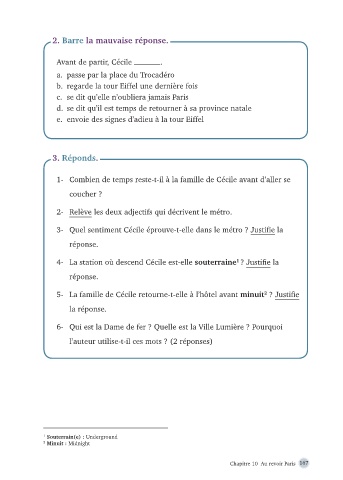 2. Barre la mauvaise réponse.
Avant de partir, Cécile ______.
a. passe par la place du Trocadéro
b. regarde la tour Eiffel une dernière fois
c. se dit qu'elle n'oubliera jamais Paris
d. se dit qu'il est temps de retourner à sa province natale
e. envoie des signes d'adieu à la tour Eiffel
3. Réponds.
1- Combien de temps reste-t-il à la famille de Cécile avant d'aller se
coucher ?
2- Relève les deux adjectifs qui décrivent le métro.
3- Quel sentiment Cécile éprouve-t-elle dans le métro ? Justifie la
réponse.
4- La station où descend Cécile est-elle souterraine¹ ? Justifie la
réponse.
5- La famille de Cécile retourne-t-elle à l'hôtel avant minuit² ? Justifie
la réponse.
6- Qui est la Dame de fer ? Quelle est la Ville Lumière ? Pourquoi
l'auteur utilise-t-il ces mots ? (2 réponses)
¹ Souterrain(e) : Underground
² Minuit : Midnight
Chapitre 10 Au revoir Paris 107